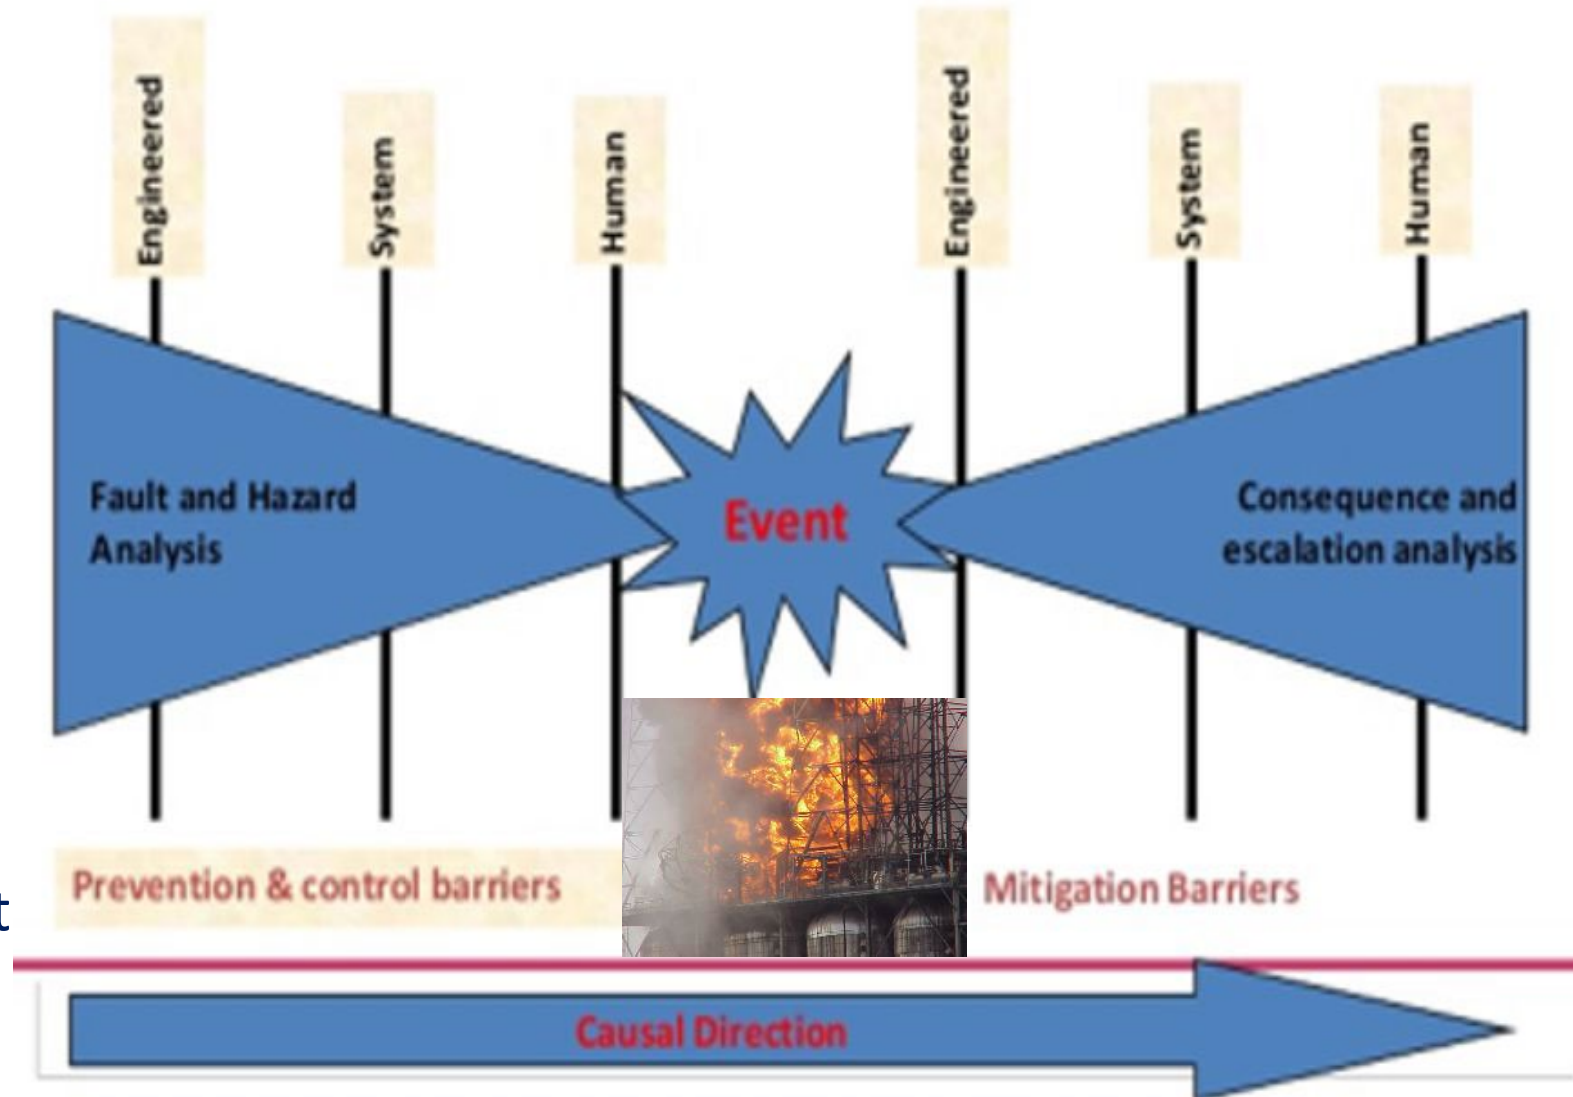 Engineered
System
Human
Engineered
System
Human
Fault and Hazard
Analysis
Event
Consequence and
escalation analysis
Prevention & control barriers
Mitigation Barriers
t
Causal Direction